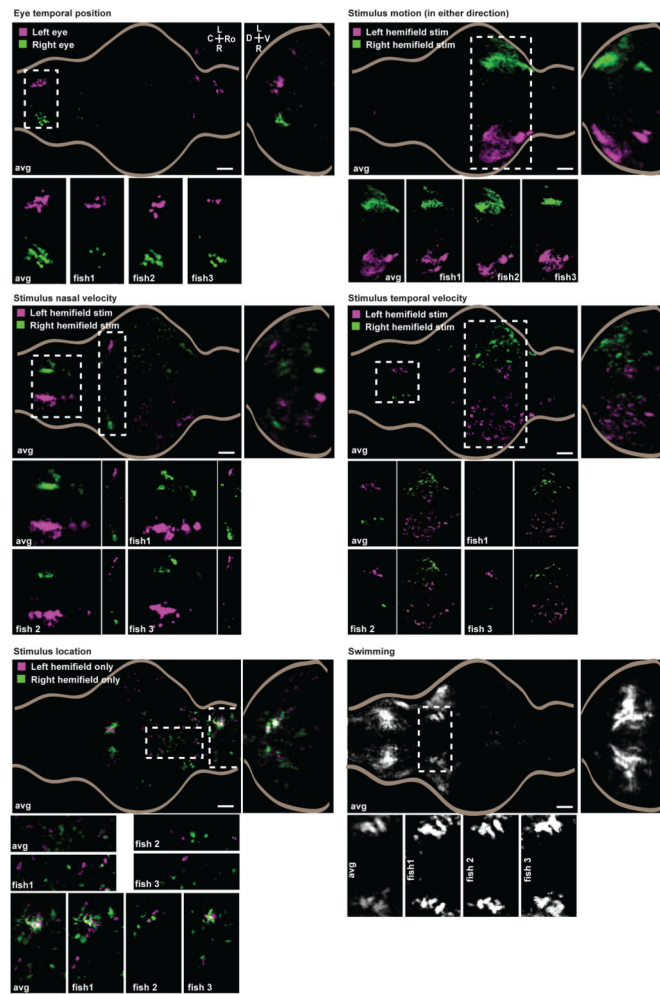 Eye temporal position
Left eye
Right eye
L
C Ro
R
L
D V
R
avg
avg
fish1
fish2
fish3
Stimulus motion (in either direction)
Left hemifield stim
Right hemifield stim
avg
avg
fish1
fish2
fish3
Stimulus nasal velocity
Left hemifield stim
Right hemifield stim
avg
avg
fish1
fish 2
fish 3
Stimulus temporal velocity
Left hemifield stim
Right hemifield stim
avg
avg
fish1
fish 2
fish 3
Stimulus location
Left hemifield only
Right hemifield only
avg
avg
fish 2
fish1
fish 3
avg
fish1
fish 2
fish 3
Swimming
avg
avg
fish1
fish 2
fish 3